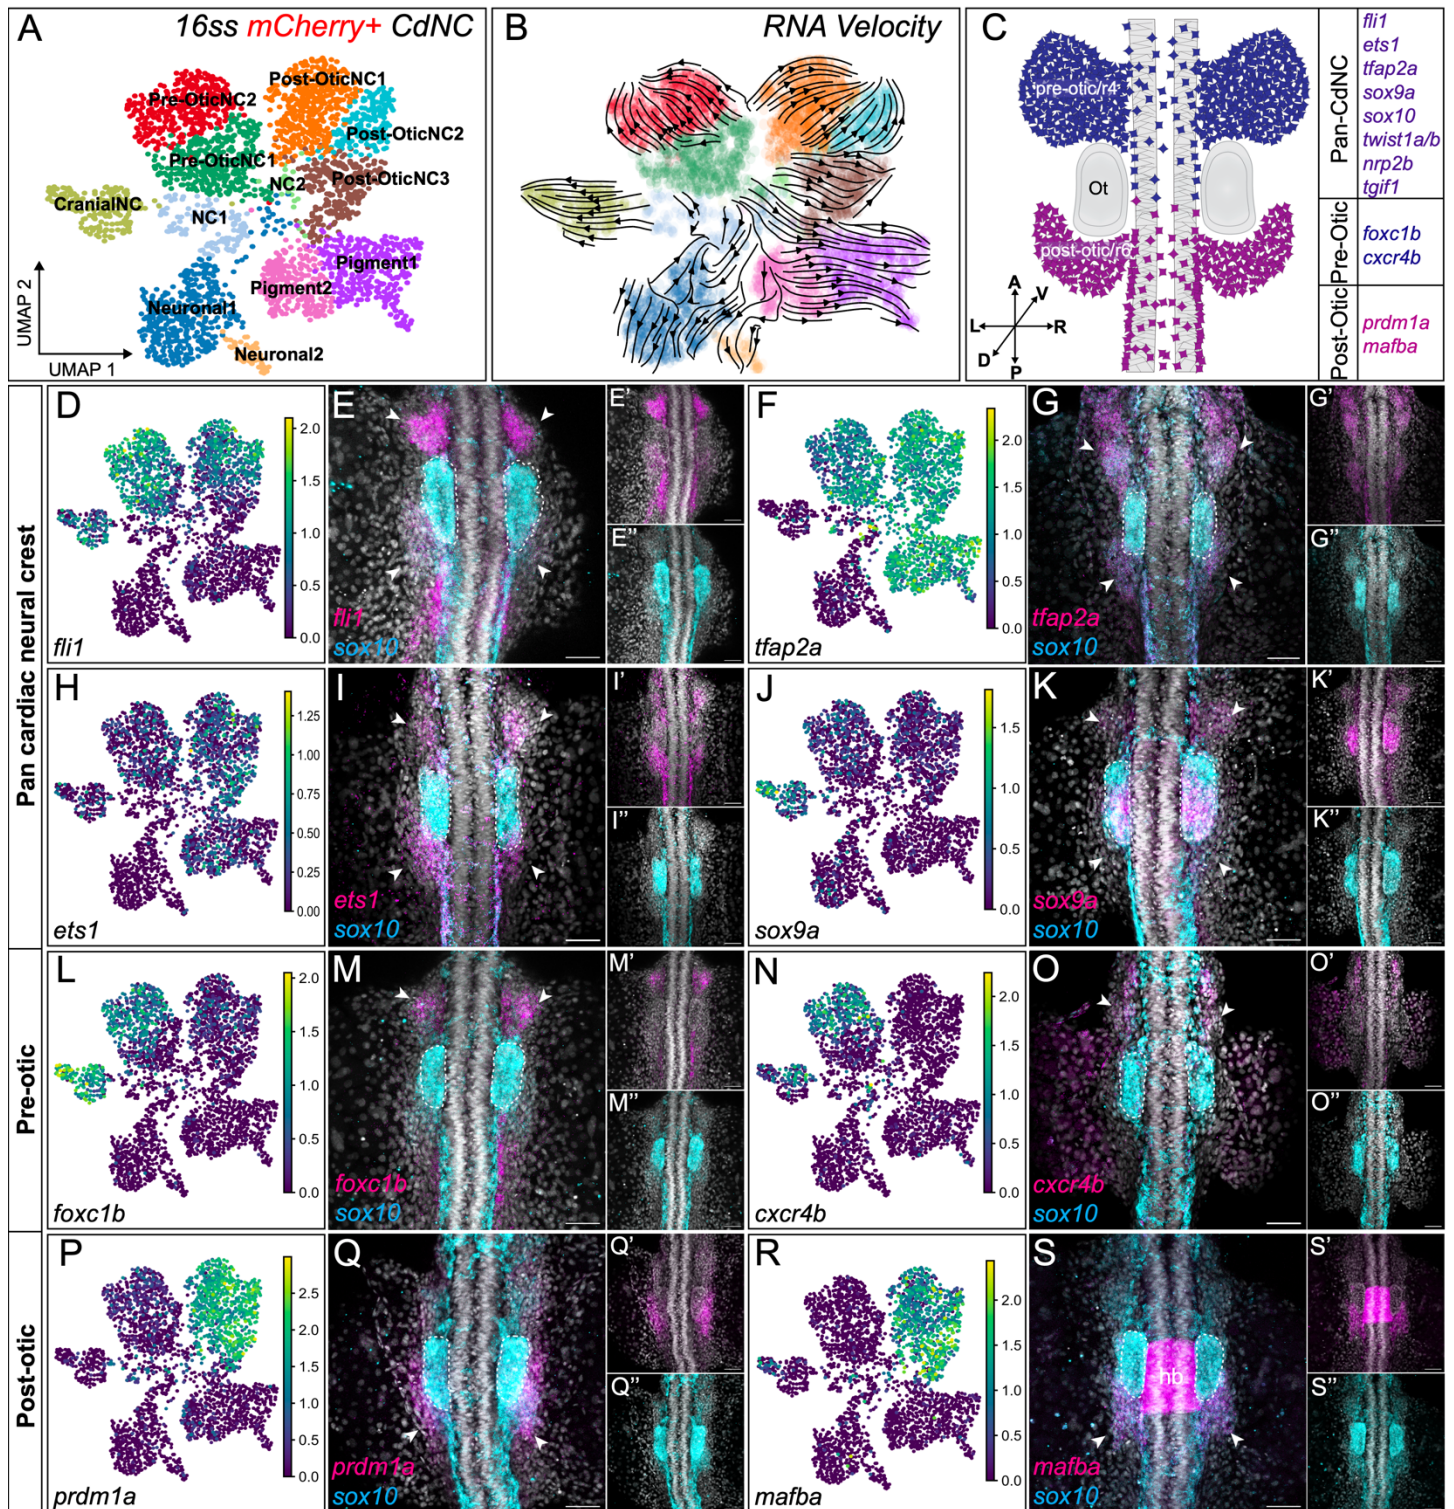 A
16ss mCherry+ CdNC
Pre-OticNC2
Post-OticNC1
Post-OticNC2
Pre-OticNC1
NC2
Post-OticNC3
CranialNC
NC1
Pigment1
Pigment2
Neuronal1
Neuronal2
UMAP 2
UMAP 1
B
RNA Velocity
C
pre-otic/r4
Ot
post-otic/r6
A
V
L
R
D
P
Pan-CdNC
fli1
ets1
tfap2a
sox9a
sox10
twist1a/b
nrp2b
tgif1
Pre-Otic
foxc1b
cxcr4b
Post-Otic
prdm1a
mafba
Pan cardiac neural crest
D
2.0
1.5
1.0
0.5
0.0
fli1
E
fli1
sox10
E'
E''
F
2.0
1.5
1.0
0.5
0.0
tfap2a
G
tfap2a
sox10
G'
G''
H
1.25
1.00
0.75
0.50
0.25
0.00
ets1
I
ets1
sox10
I'
I''
J
1.5
1.0
0.5
0.0
sox9a
K
sox9a
sox10
K'
K''
Pre-otic
L
2.0
1.5
1.0
0.5
0.0
foxc1b
M
foxc1b
sox10
M'
M''
N
2.0
1.5
1.0
0.5
0.0
cxcr4b
O
cxcr4b
sox10
O'
O''
Post-otic
P
2.5
2.0
1.5
1.0
0.5
0.0
prdm1a
Q
prdm1a
sox10
Q'
Q''
R
2.0
1.5
1.0
0.5
0.0
mafba
S
hb
mafba
sox10
S'
S''